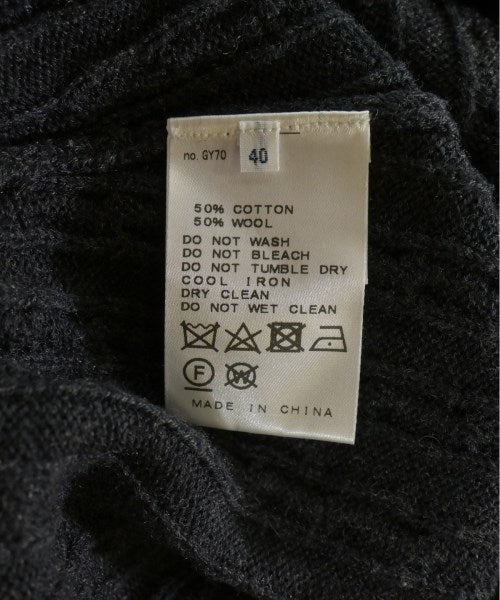 no. GY70
40
50% COTTON
50% WOOL
DO NOT WASH
DO NOT BLEACH
DO NOT TUMBLE DRY
COOL IRON
DRY CLEAN
DO NOT WET CLEAN
F W
MADE IN CHINA